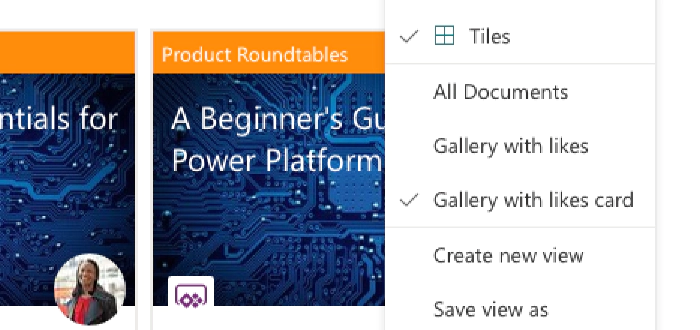 Product Roundtables
ntials for
A Beginner's Gu
Power Platform
Tiles
All Documents
Gallery with likes
Gallery with likes card
Create new view
Save view as